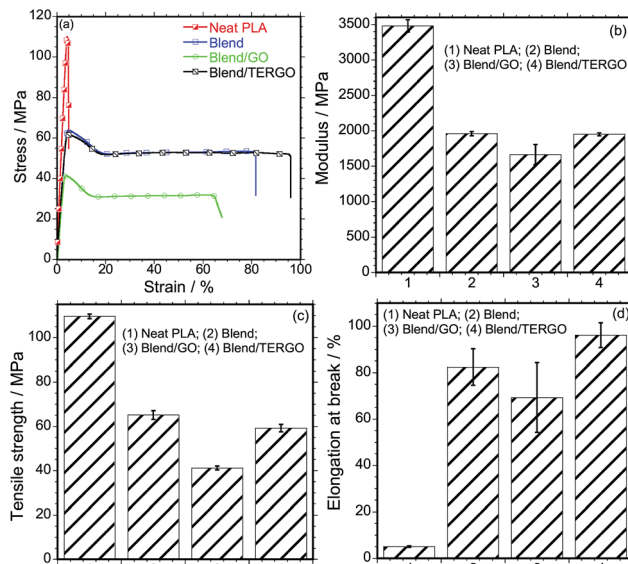 120
100
80
60
40
20
0
Stress / MPa
(a)
Neat PLA
Blend
Blend/GO
Blend/TERGO
0 20 40 60 80 100
Strain / %
3500
3000
2500
2000
1500
1000
500
0
Modulus / MPa
(b)
(1) Neat PLA; (2) Blend;
(3) Blend/GO; (4) Blend/TERGO
1 2 3 4
100
80
60
40
20
0
Tensile strength / MPa
(c)
(1) Neat PLA; (2) Blend;
(3) Blend/GO; (4) Blend/TERGO
100
80
60
40
20
0
Elongation at break / %
(d)
(1) Neat PLA; (2) Blend;
(3) Blend/GO; (4) Blend/TERGO